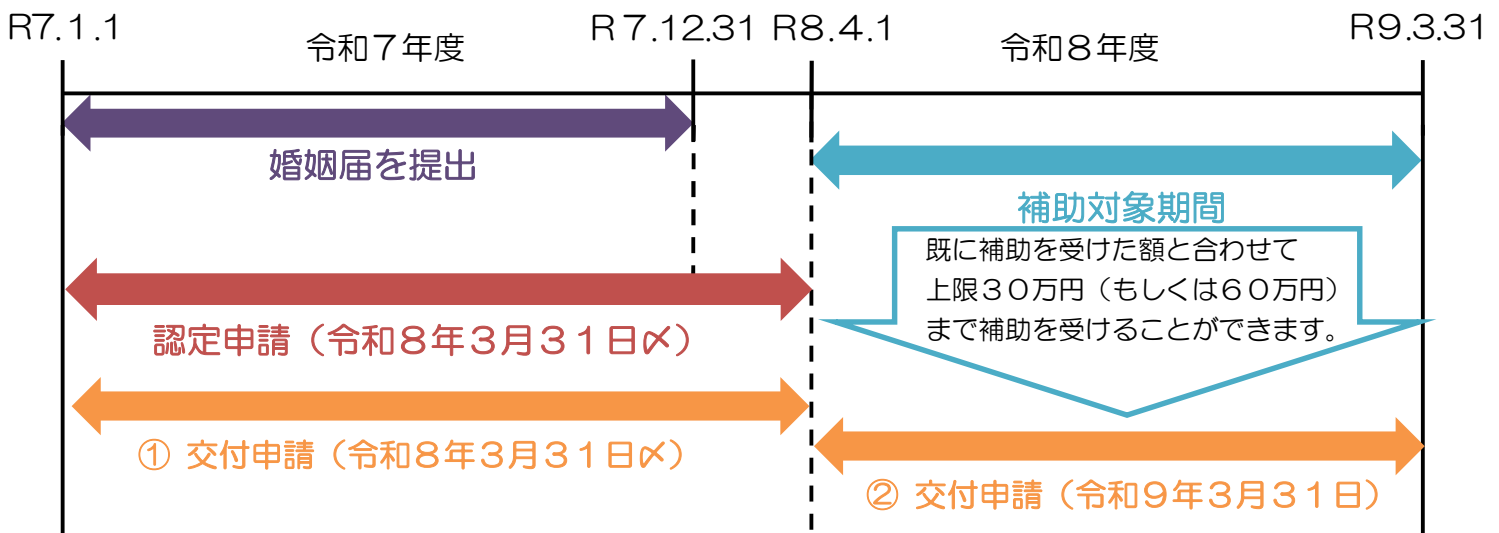 R7.1.1
令和7年度
R7.12.31
R8.4.1
令和8年度
R9.3.31
婚姻届を提出
補助対象期間
既に補助を受けた額と合わせて
上限30万円（もしくは60万円）
まで補助を受けることができます。
認定申請（令和8年3月31日〆）
① 交付申請（令和8年3月31日〆）
② 交付申請（令和9年3月31日）